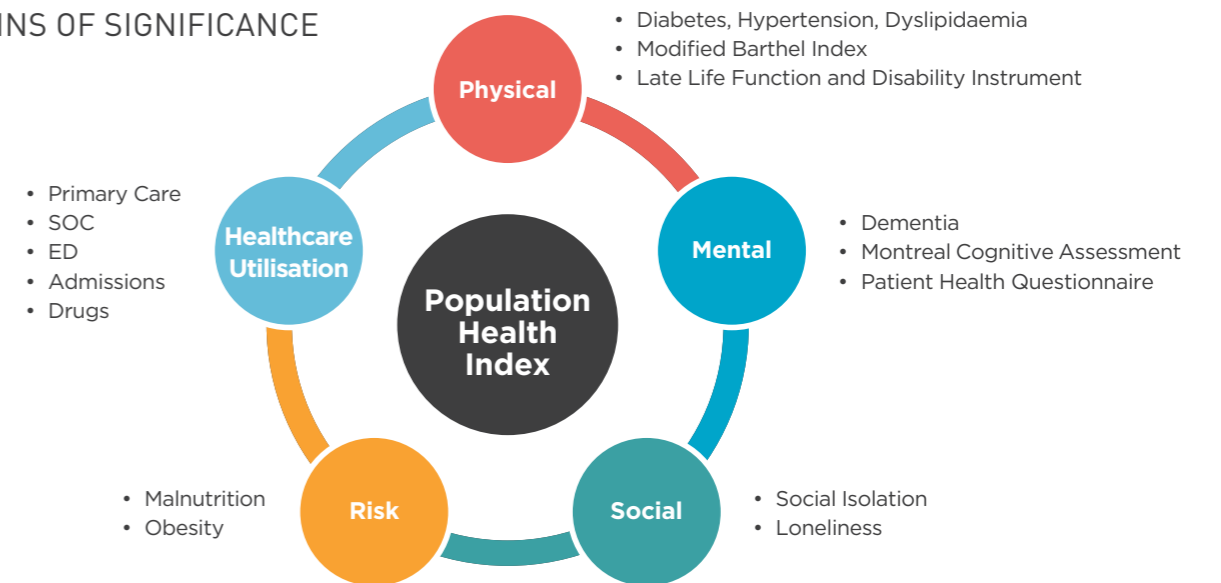 INS OF SIGNIFICANCE
• Diabetes, Hypertension, Dyslipidaemia
• Modified Barthel Index
• Late Life Function and Disability Instrument
Physical
• Primary Care
• SOC
• ED
• Admissions
• Drugs
Healthcare
Utilisation
Mental
• Dementia
• Montreal Cognitive Assessment
• Patient Health Questionnaire
Population
Health
Index
• Malnutrition
• Obesity
Risk
Social
• Social Isolation
• Loneliness